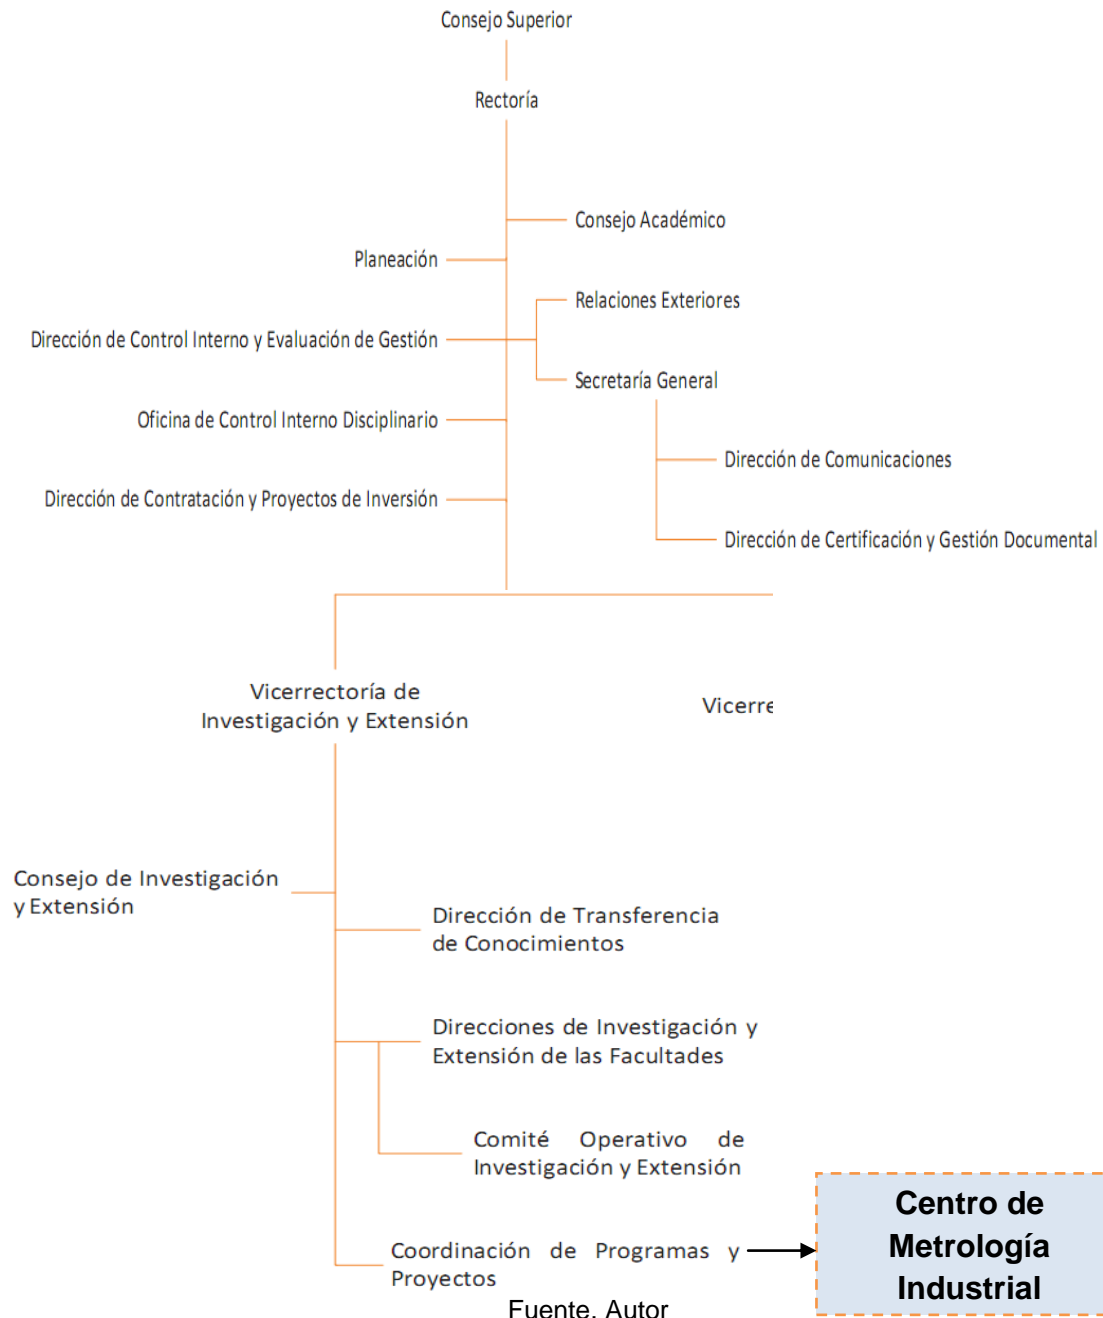 Consejo Superior
Rectoría
Consejo Académico
Planeación
Relaciones Exteriores
Dirección de Control Interno y Evaluación de Gestión
Secretaría General
Oficina de Control Interno Disciplinario
Dirección de Comunicaciones
Dirección de Contratación y Proyectos de Inversión
Dirección de Certificación y Gestión Documental
Vicerrectoría de
Investigación y Extensión
Vicerre
Consejo de Investigación
y Extensión
Dirección de Transferencia
de Conocimientos
Direcciones de Investigación y
Extensión de las Facultades
Comité Operativo de
Investigación y Extensión
Coordinación de Programas y
Proyectos
Centro de
Metrología
Industrial
Fuente. Autor